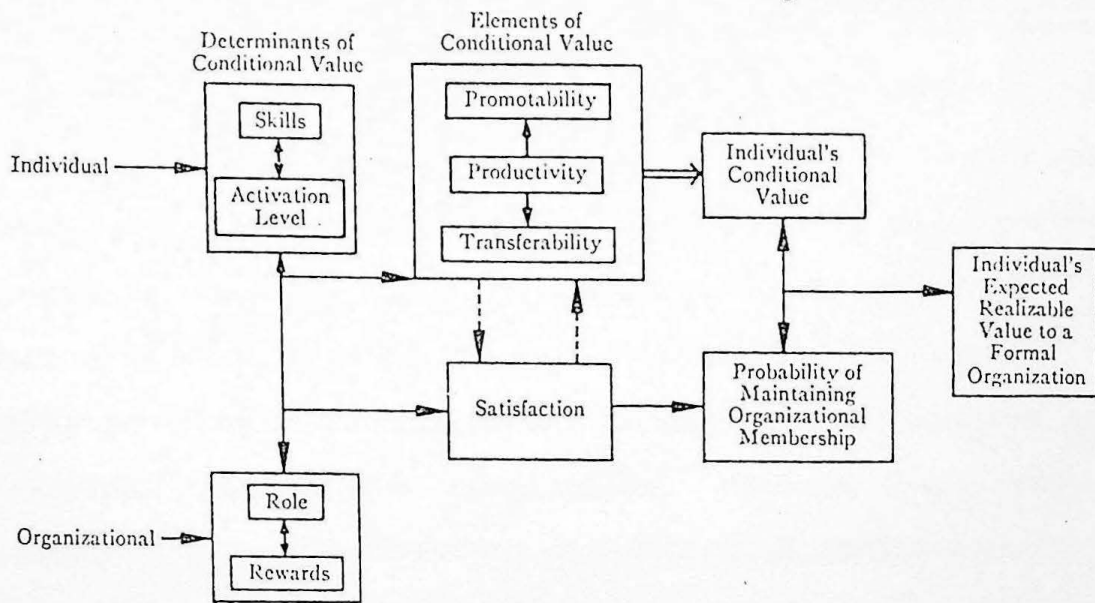 Determinants of
Conditional Value
Elements of
Conditional Value
Individual
Skills
Activation
Level
Promotability
Productivity
Transferability
Individual's
Conditional
Value
Individual's
Expected
Realizable
Value to a
Formal
Organization
Satisfaction
Probability of
Maintaining
Organizational
Membership
Organizational
Role
Rewards